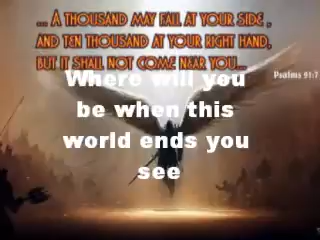 ... A THOUSAND MAY FALL AT YOUR SIDE,
AND TEN THOUSAND AT YOUR RIGHT HAND,
BUT IT SHALL NOT COME NEAR YOU...
Psalms 91:7
Where will you
be when this
world ends you
see